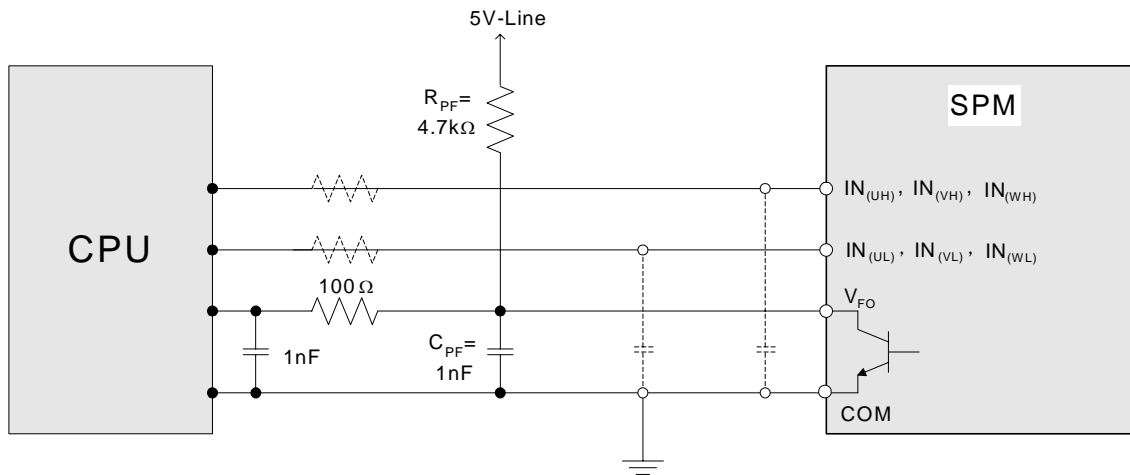 5V-Line
R_PF=
4.7kΩ
SPM
CPU
IN(UH), IN(VH), IN(WH)
IN(UL), IN(VL), IN(WL)
100 Ω
V_FO
C_PF=
1nF
1nF
COM